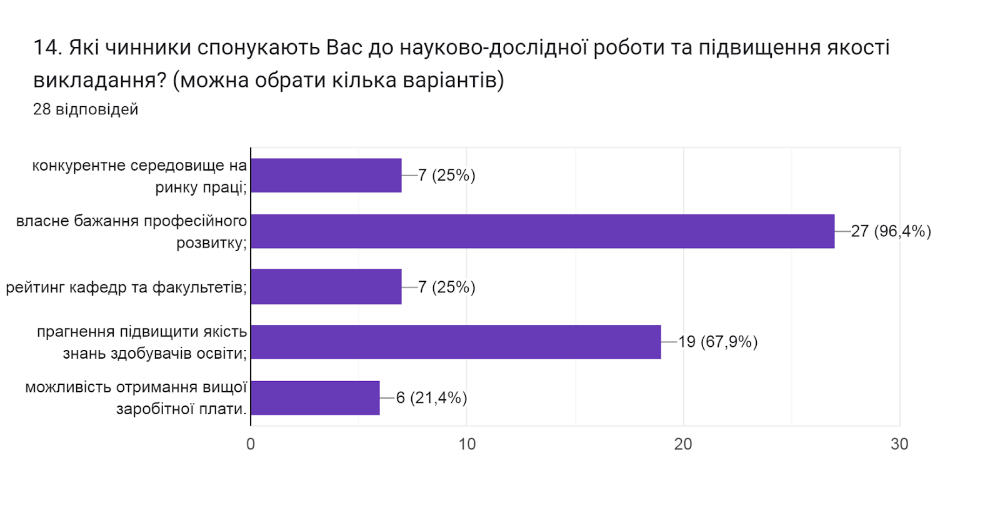 14. Які чинники спонукають Вас до науково-дослідної роботи та підвищення якості
викладання? (можна обрати кілька варіантів)
28 відповідей
конкурентне середовище на
ринку праці;
7 (25%)
власне бажання професійного
розвитку;
27 (96,4%)
рейтинг кафедр та факультетів;
7 (25%)
прагнення підвищити якість
знань здобувачів освіти;
19 (67,9%)
можливість отримання вищої
заробітної плати.
6 (21,4%)
0 10 20 30